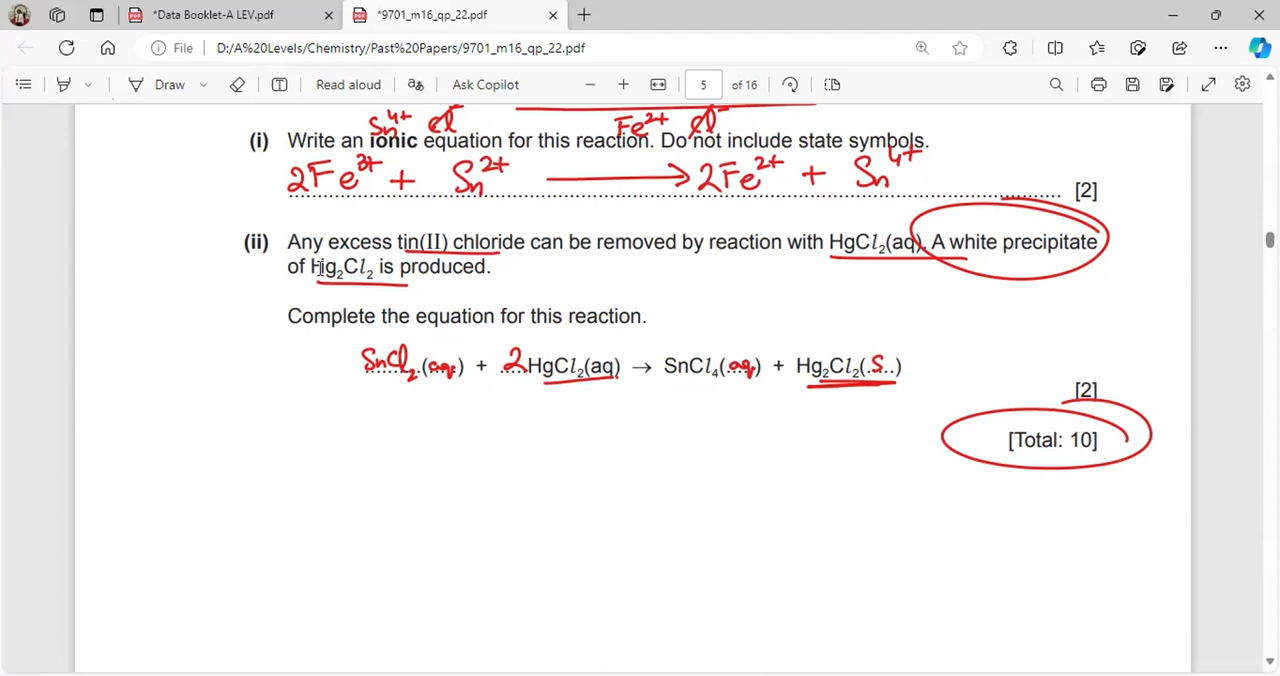 *Data Booklet-A LEV.pdf
*9701_m16_qp_22.pdf
File D:/A%20Levels/Chemistry/Past%20Papers/9701_m16_qp_22.pdf
Draw Read aloud Ask Copilot 5 of 16
Sn⁴⁺ Cl⁻ Fe²⁺ Cl⁻
(i) Write an ionic equation for this reaction. Do not include state symbols.
2Fe³⁺ + Sn²⁺ → 2Fe²⁺ + Sn⁴⁺
[2]
(ii) Any excess tin(II) chloride can be removed by reaction with HgCl₂(aq). A white precipitate
of Hg₂Cl₂ is produced.
Complete the equation for this reaction.
SnCl₂(aq) + 2HgCl₂(aq) → SnCl₄(aq) + Hg₂Cl₂(s)
[2]
[Total: 10]